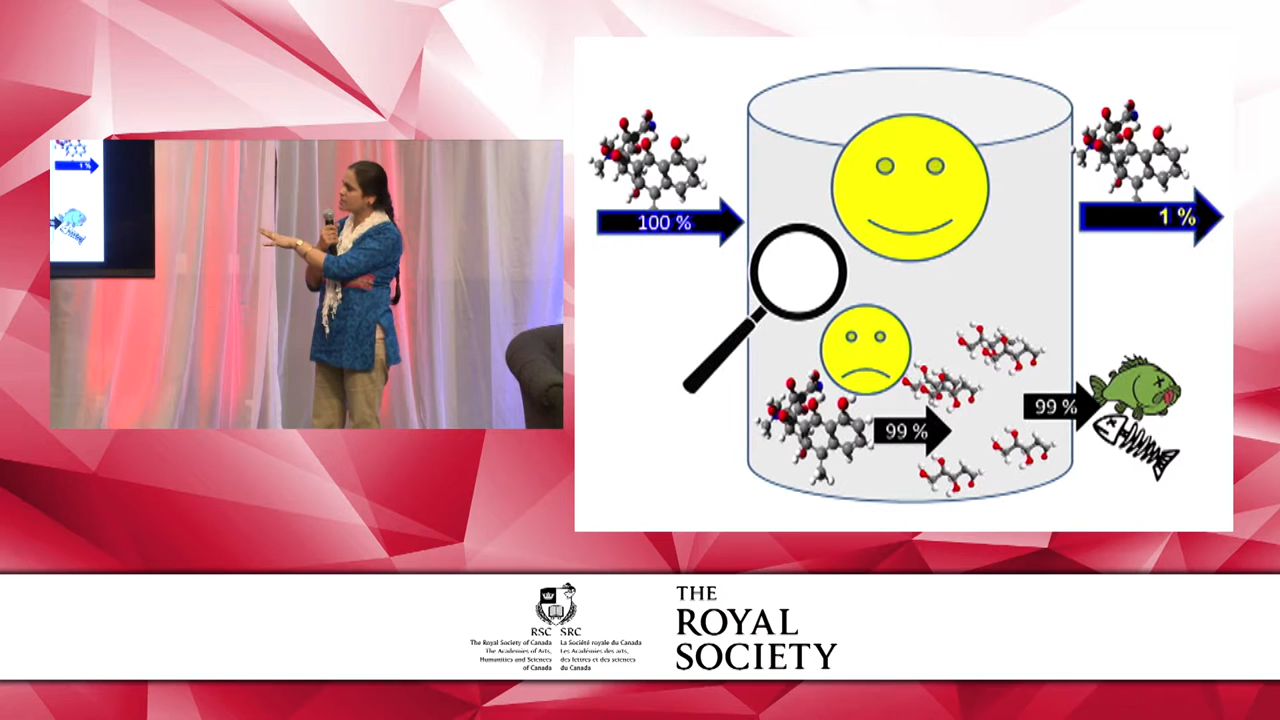 100 %
1 %
99 %
99 %
RSC SRC
The Royal Society of Canada
The Academies of Arts,
Humanities and Sciences
of Canada
La Société royale du Canada
Les Académies des arts,
des lettres et des sciences
du Canada
THE
ROYAL
SOCIETY